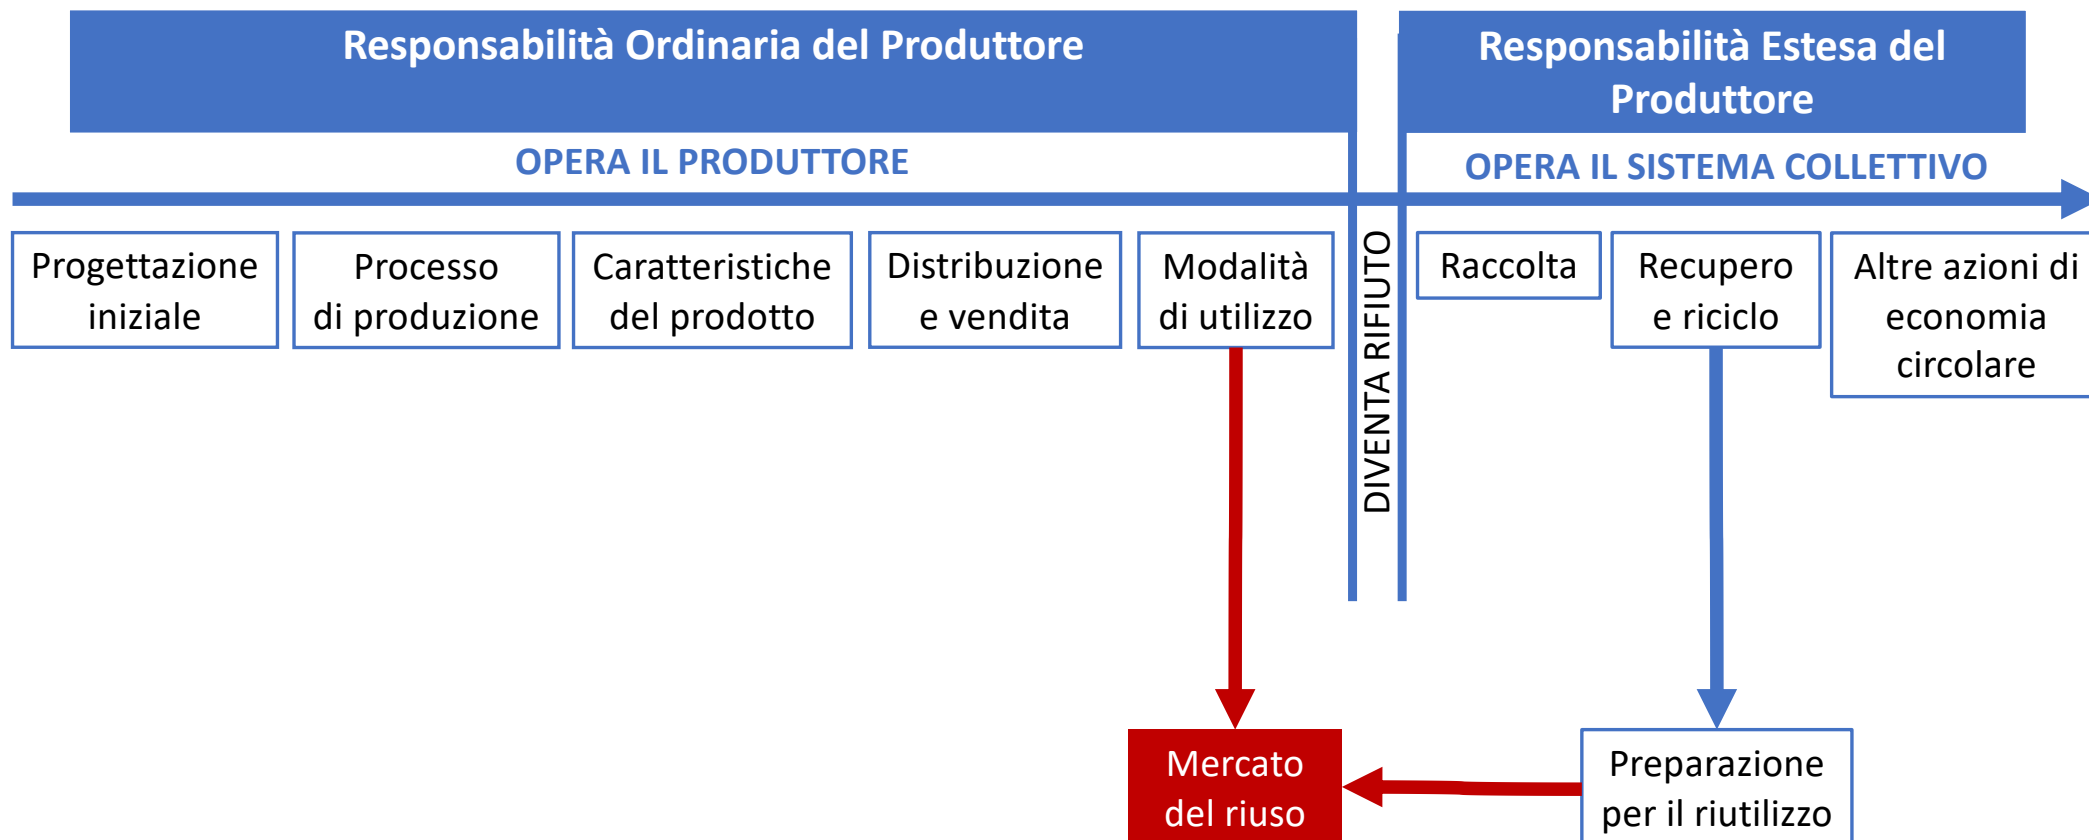 Responsabilità Ordinaria del Produttore
Responsabilità Estesa del
Produttore
OPERA IL PRODUTTORE
OPERA IL SISTEMA COLLETTIVO
Progettazione
iniziale
Processo
di produzione
Caratteristiche
del prodotto
Distribuzione
e vendita
Modalità
di utilizzo
DIVENTA RIFIUTO
Raccolta
Recupero
e riciclo
Altre azioni di
economia
circolare
Mercato
del riuso
Preparazione
per il riutilizzo